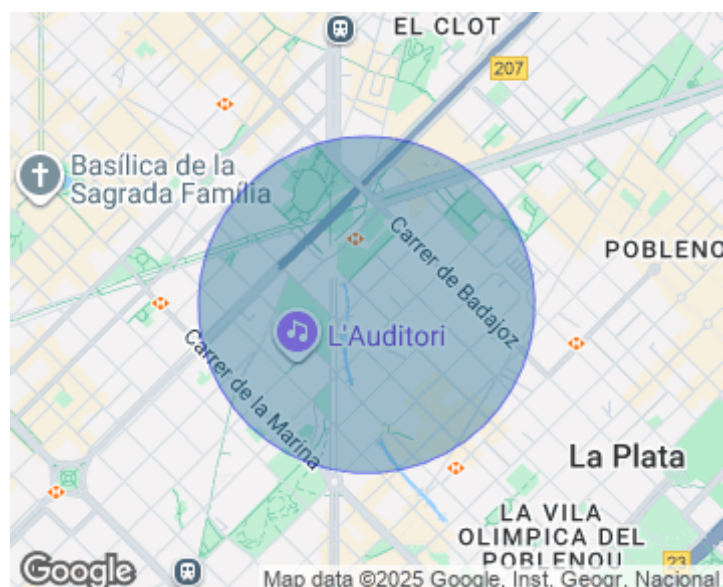 EL CLOT
207
Basílica de la
Sagrada Família
Carrer de Badajoz
POBLENO
L'Auditori
Carrer de la Marina
La Plata
LA VILA
OLIMPICA DEL
POBLENOU
23
Google
Map data ©2025 Google, Inst. Geogr. Nacional